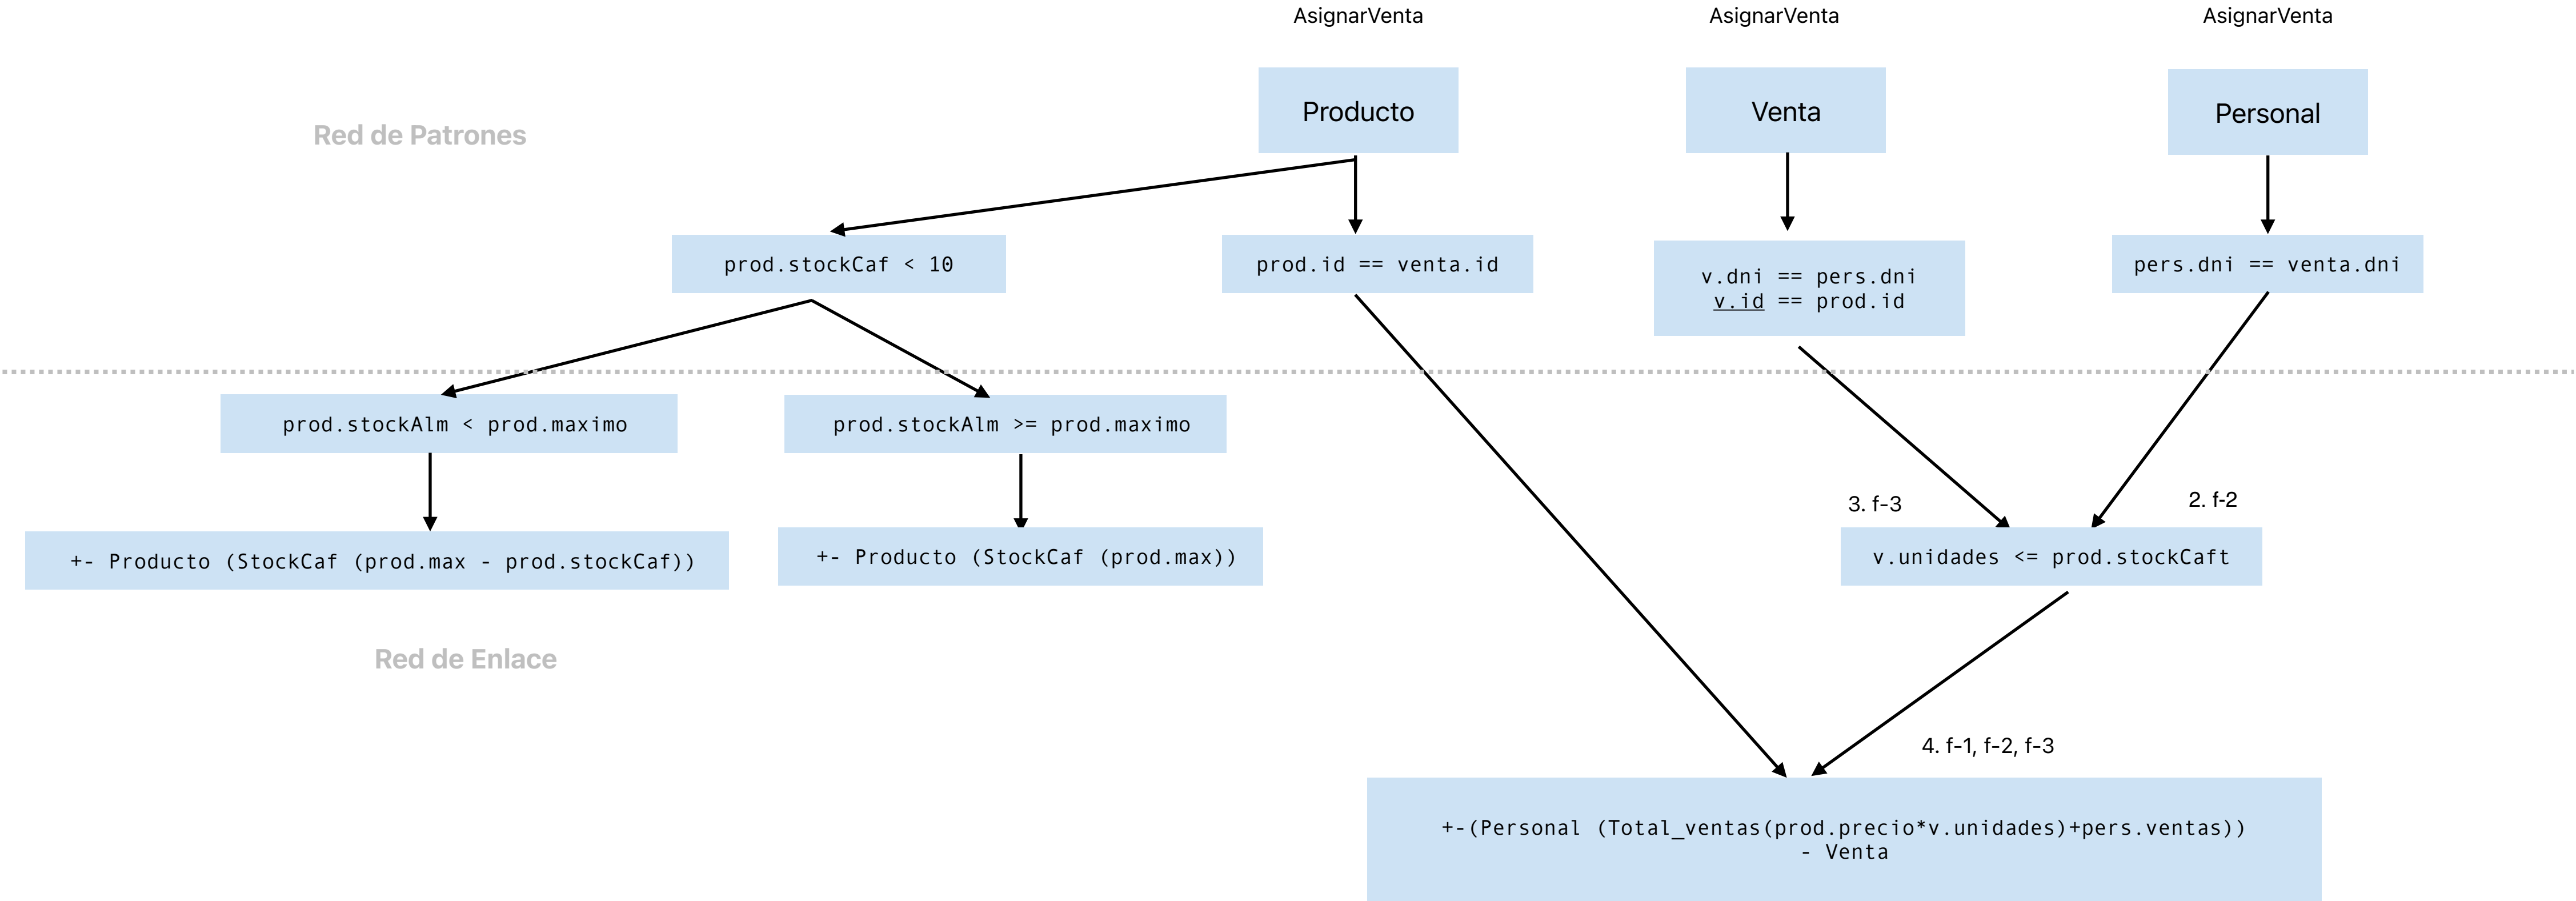 AsignarVenta
AsignarVenta
AsignarVenta
Producto
Venta
Personal
Red de Patrones
prod.stockCaf < 10
prod.id == venta.id
v.dni == pers.dni
v.id == prod.id
pers.dni == venta.dni
prod.stockAlm < prod.maximo
prod.stockAlm >= prod.maximo
3. f-3
2. f-2
+- Producto (StockCaf (prod.max - prod.stockCaf))
+- Producto (StockCaf (prod.max))
v.unidades <= prod.stockCaft
Red de Enlace
4. f-1, f-2, f-3
+-(Personal (Total_ventas(prod.precio*v.unidades)+pers.ventas))
- Venta